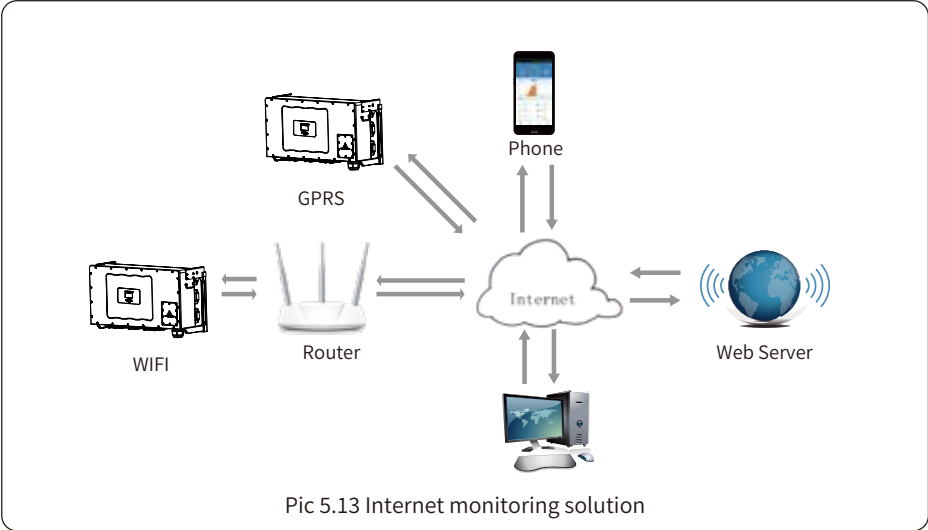 Phone
GPRS
Internet
WIFI
Router
Web Server
Pic 5.13 Internet monitoring solution